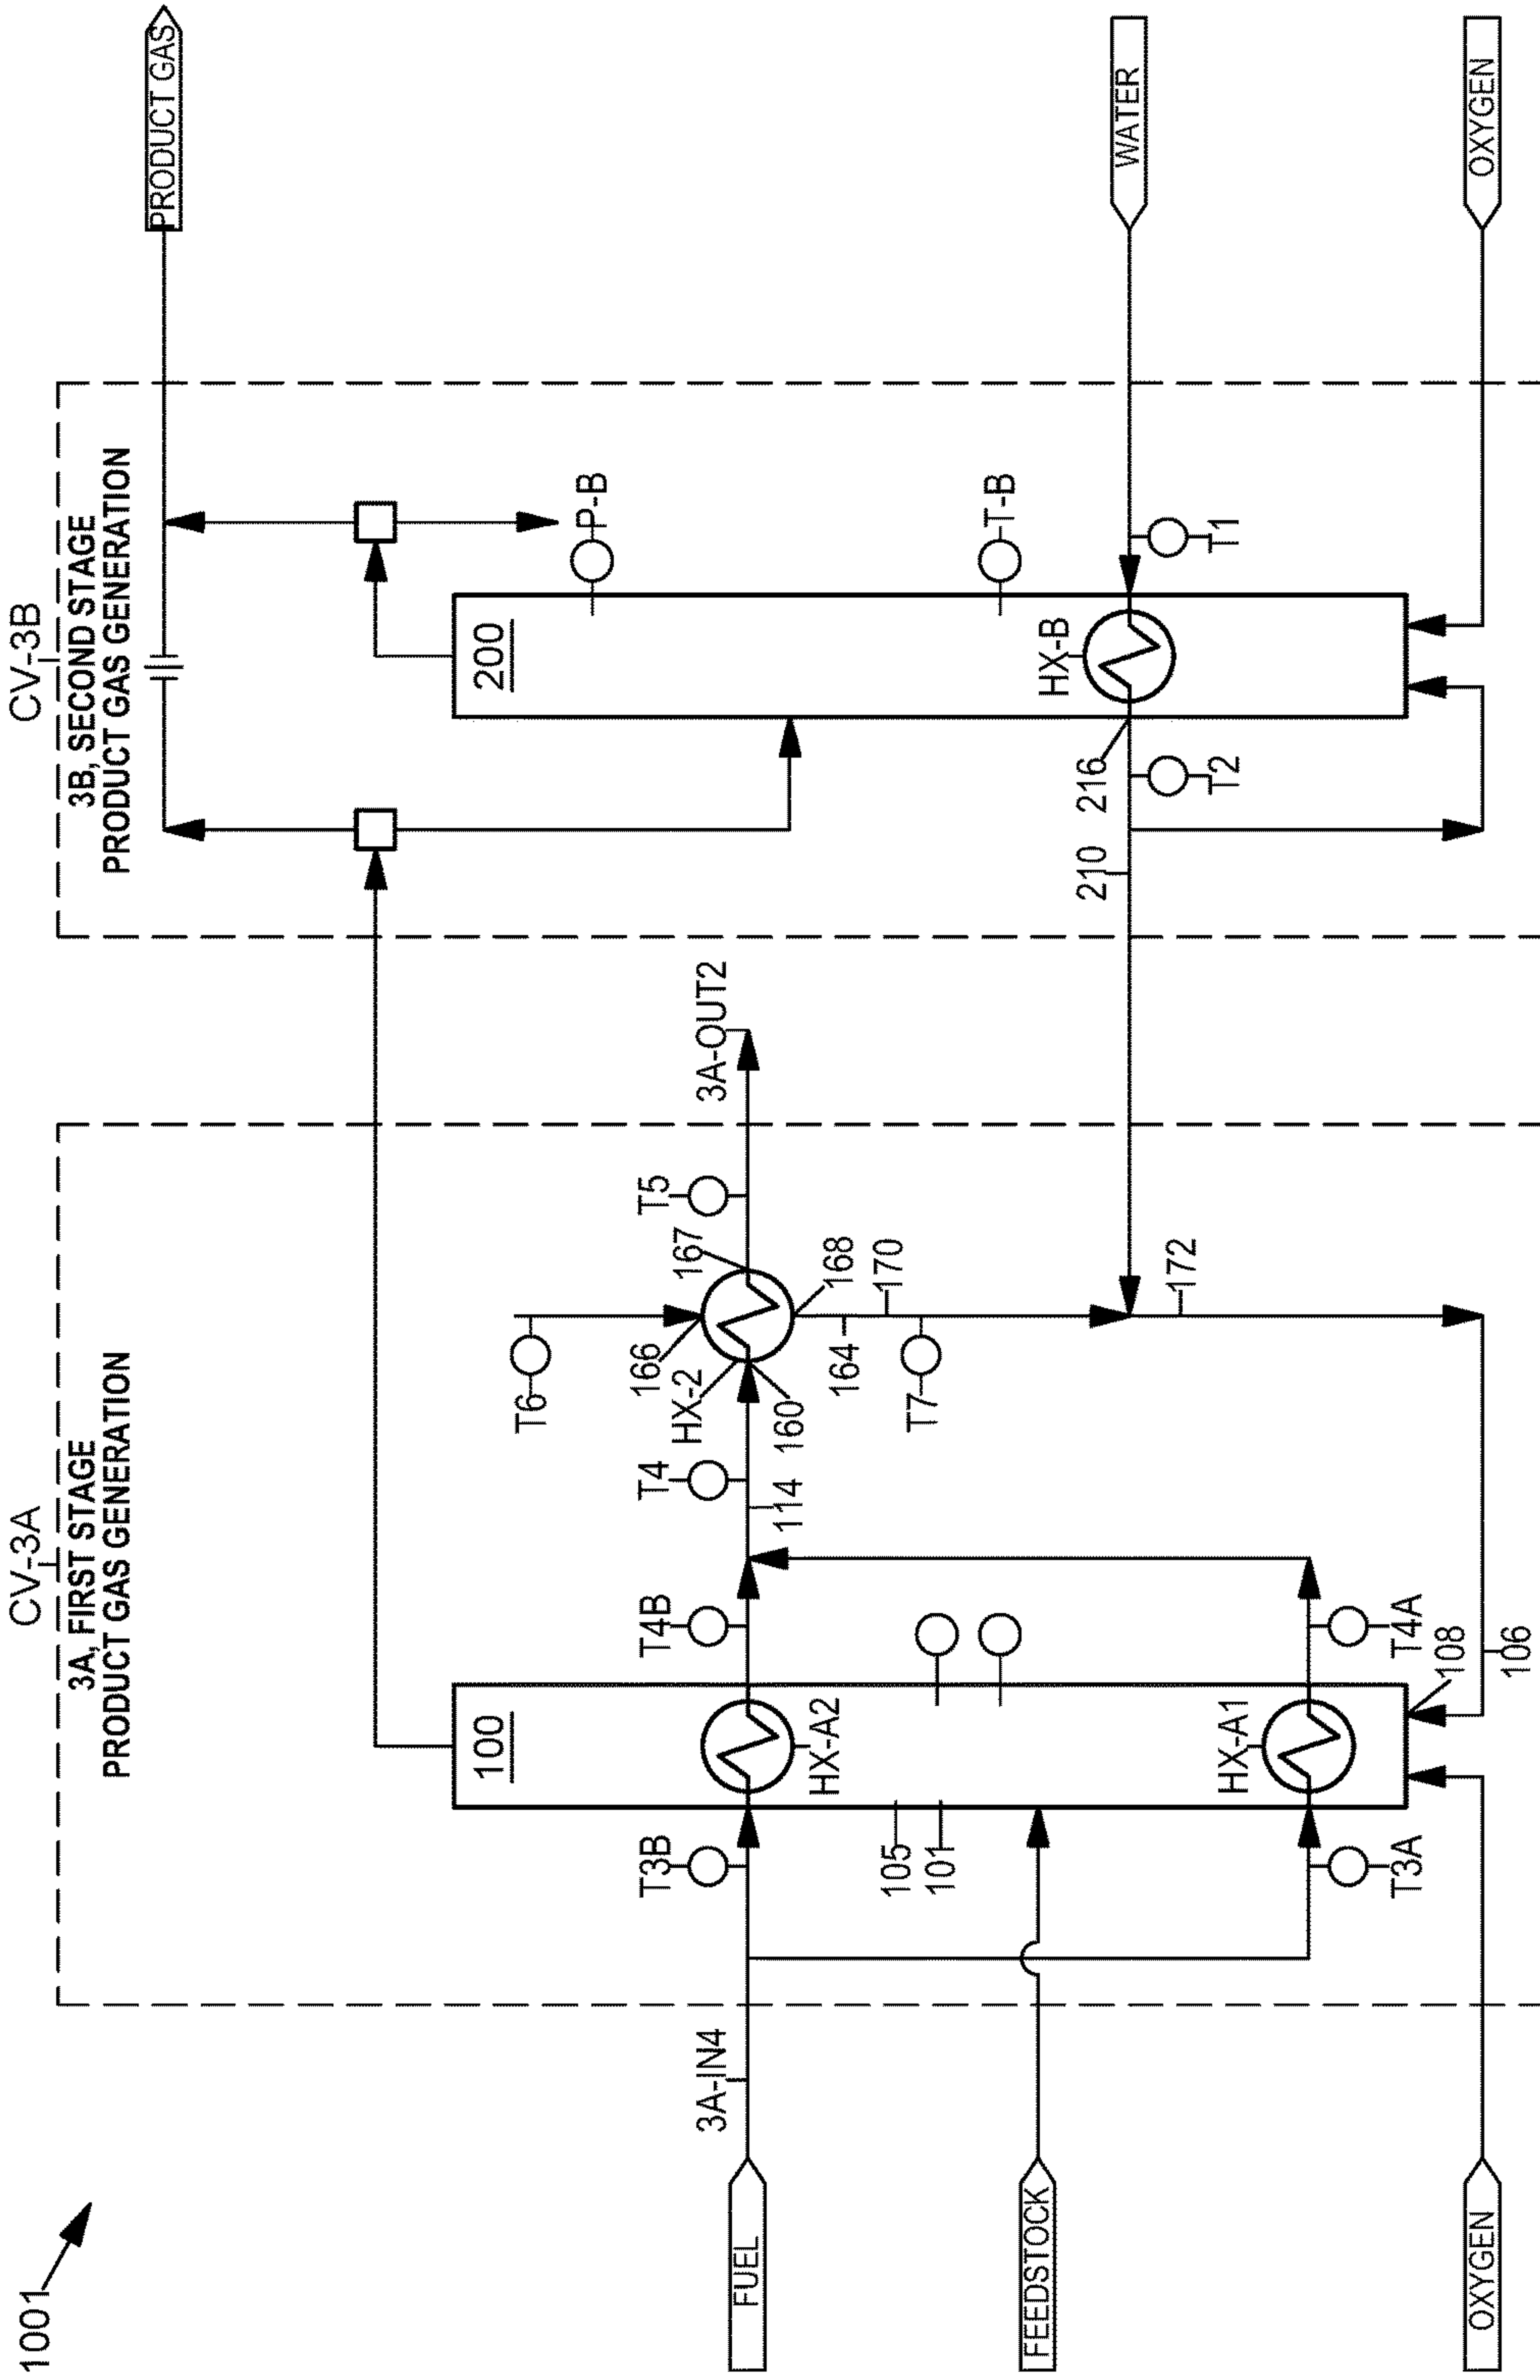 1001
CV-3A
3A, FIRST STAGE
PRODUCT GAS GENERATION
CV-3B
3B, SECOND STAGE
PRODUCT GAS GENERATION
PRODUCT GAS
FUEL
3A-IN4
FEEDSTOCK
OXYGEN
T3B
T3A
105
101
100
HX-A2
HX-A1
T4B
T4A
108
106
114
T4
HX-2
160
166
167
168
T6
T5
164
170
T7
172
3A-OUT2
210
216
T2
200
HX-B
P-B
T-B
T1
WATER
OXYGEN